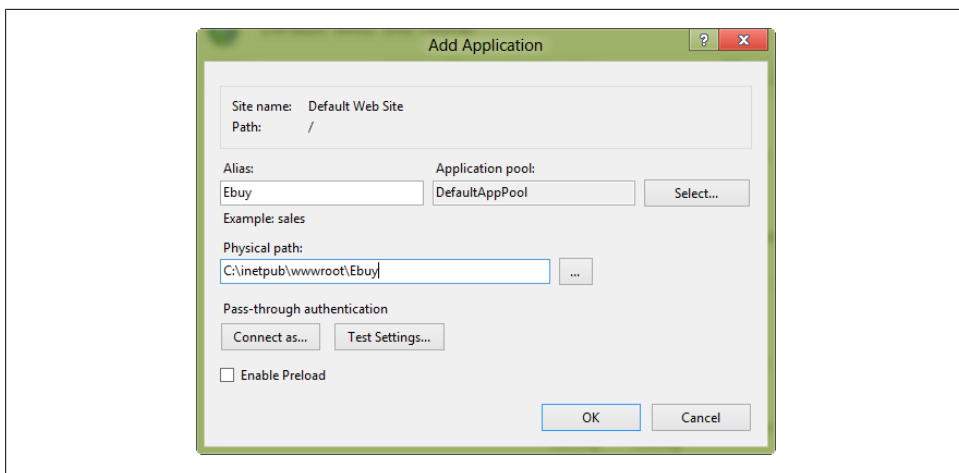 Add Application
?
X
Site name: Default Web Site
Path: /
Alias: Application pool:
Ebuy DefaultAppPool Select...
Example: sales
Physical path:
C:\inetpub\wwwroot\Ebuy ...
Pass-through authentication
Connect as... Test Settings...
Enable Preload
OK Cancel